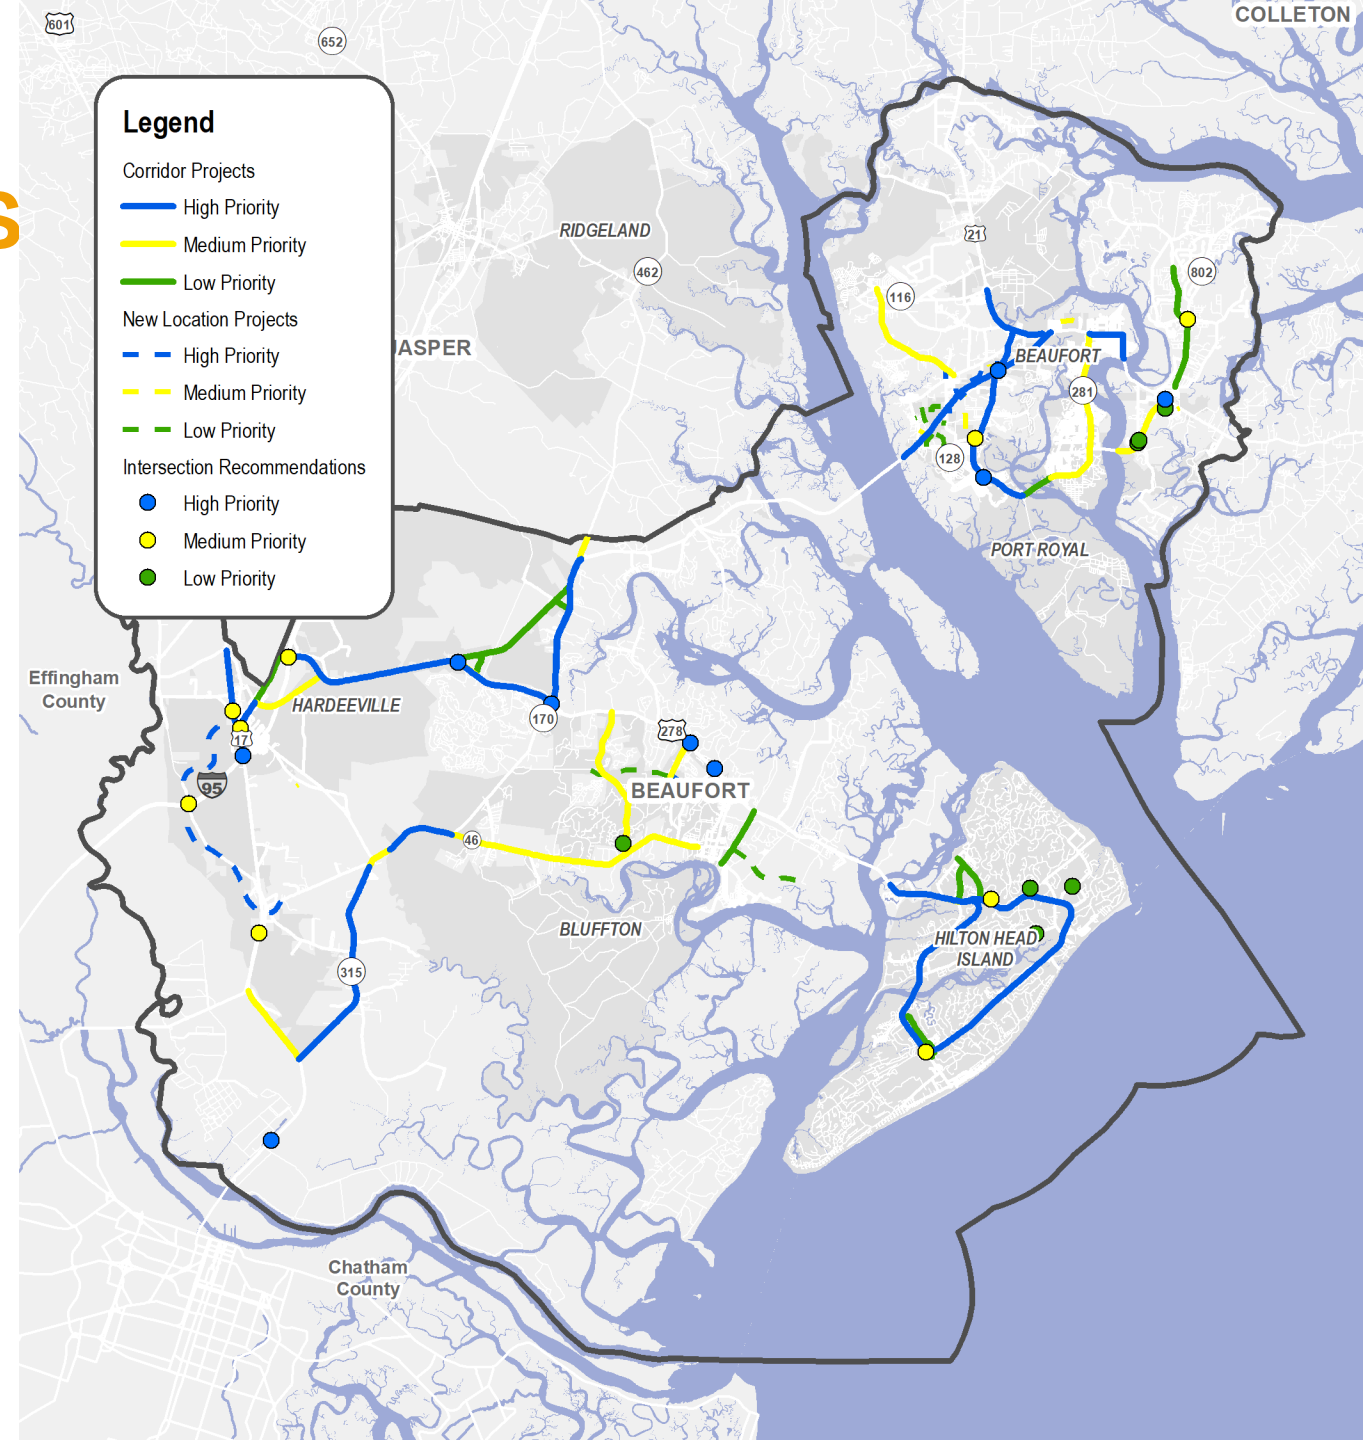 601
652
COLLETON
S
Legend
Corridor Projects
High Priority
Medium Priority
Low Priority
New Location Projects
High Priority
Medium Priority
Low Priority
Intersection Recommendations
High Priority
Medium Priority
Low Priority
RIDGELAND
462
21
802
116
JASPER
BEAUFORT
281
128
PORT ROYAL
Effingham
County
HARDEEVILLE
170
278
17
95
BEAUFORT
46
BLUFFTON
HILTON HEAD
ISLAND
315
Chatham
County